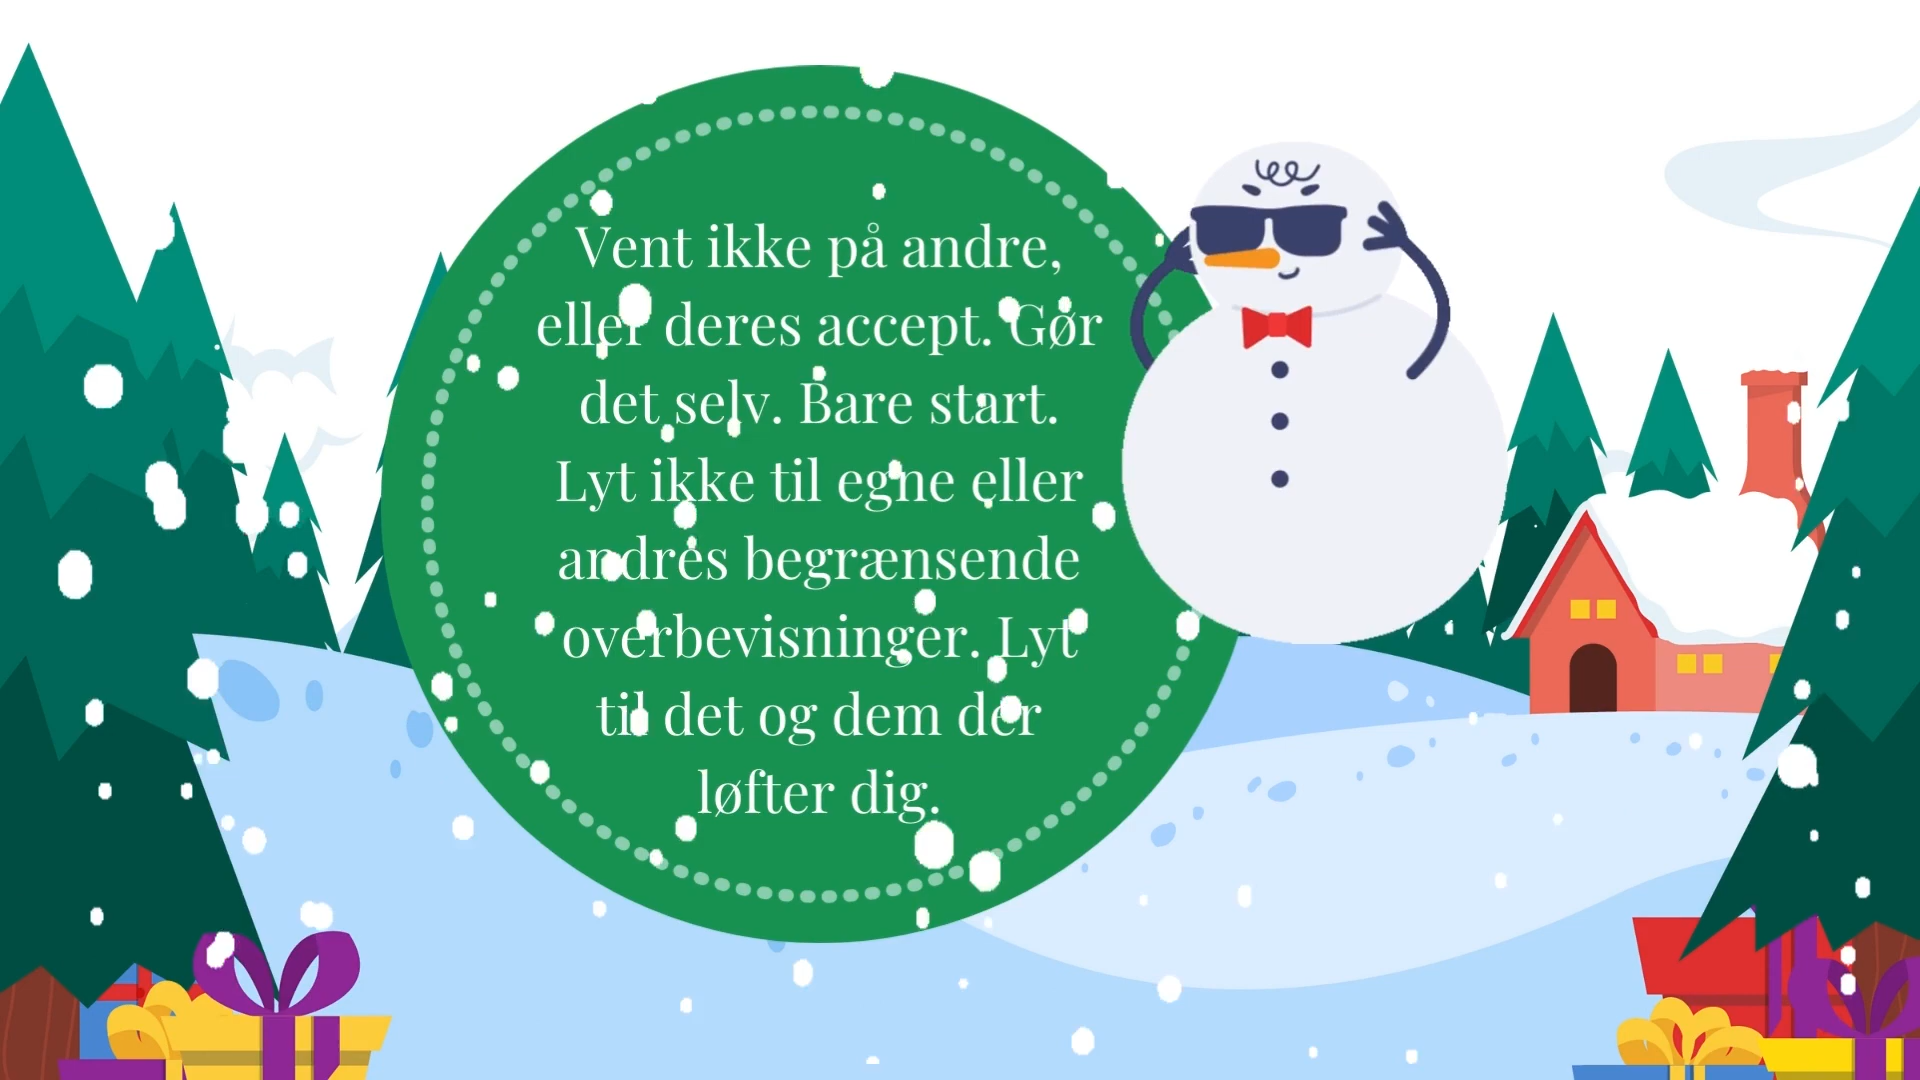 Vent ikke på andre,
eller deres accept. Gør
det selv. Bare start.
Lyt ikke til egne eller
andres begrænsende
overbevisninger. Lyt
til det og dem der
løfter dig.